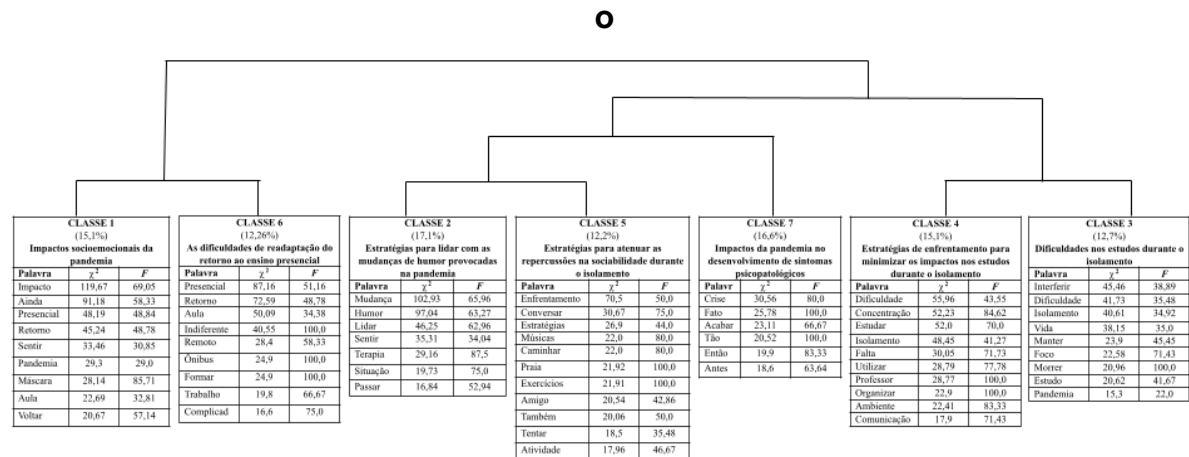 o
CLASSE 1
(15,1%)
Impactos socioemocionais da
pandemia
Palavra χ² F
Impacto 119,67 69,05
Ainda 91,18 58,33
Presencial 48,19 48,84
Retorno 45,24 48,78
Sentir 33,46 30,85
Pandemia 29,3 29,0
Máscara 28,14 85,71
Aula 22,69 32,81
Voltar 20,67 57,14
CLASSE 6
(12,26%)
As dificuldades de readaptação do
retorno ao ensino presencial
Palavra χ² F
Presencial 87,16 51,16
Retorno 72,59 48,78
Aula 50,09 34,38
Indiferente 40,55 100,0
Remoto 28,4 58,33
Ônibus 24,9 100,0
Formar 24,9 100,0
Trabalho 19,8 66,67
Complicad 16,6 75,0
CLASSE 2
(17,1%)
Estratégias para lidar com as
mudanças de humor provocadas
na pandemia
Palavra χ² F
Mudança 102,93 65,96
Humor 97,04 63,27
Lidar 46,25 62,96
Sentir 35,31 34,04
Terapia 29,16 87,5
Situação 19,73 75,0
Passar 16,84 52,94
CLASSE 5
(12,2%)
Estratégias para atenuar as
repercussões na sociabilidade durante
o isolamento
Palavra χ² F
Enfrentamento 70,5 50,0
Conversar 30,67 75,0
Estratégias 26,9 44,0
Músicas 22,0 80,0
Caminhar 22,0 80,0
Praia 21,92 100,0
Exercícios 21,91 100,0
Amigo 20,54 42,86
Também 20,06 50,0
Tentar 18,5 35,48
Atividade 17,96 46,67
CLASSE 7
(16,6%)
Impactos da pandemia no
desenvolvimento de sintomas
psicopatológicos
Palavr χ² F
Crise 30,56 80,0
Fato 25,78 100,0
Acabar 23,11 66,67
Tão 20,52 100,0
Então 19,9 83,33
Antes 18,6 63,64
CLASSE 4
(15,1%)
Estratégias de enfrentamento para
minimizar os impactos nos estudos
durante o isolamento
Palavra χ² F
Dificuldade 55,96 43,55
Concentração 52,23 84,62
Estudar 52,0 70,0
Isolamento 48,45 41,27
Falta 30,05 71,73
Utilizar 28,79 77,78
Professor 28,77 100,0
Organizar 22,9 100,0
Ambiente 22,41 83,33
Comunicação 17,9 71,43
CLASSE 3
(12,7%)
Dificuldades nos estudos durante o
isolamento
Palavra χ² F
Interferir 45,46 38,89
Dificuldade 41,73 35,48
Isolamento 40,61 34,92
Vida 38,15 35,0
Manter 23,9 45,45
Foco 22,58 71,43
Morrer 20,96 100,0
Estudo 20,62 41,67
Pandemia 15,3 22,0